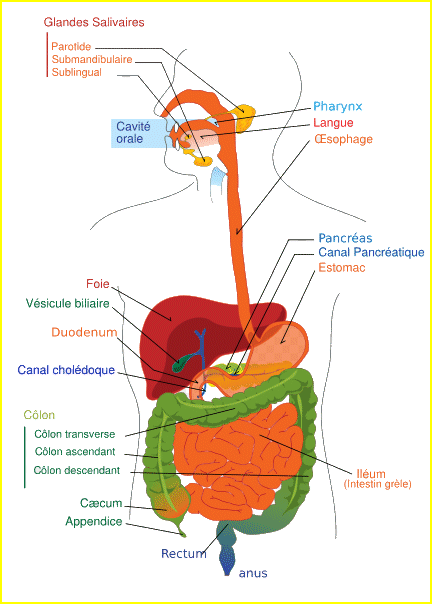 Glandes Salivaires
Parotide
Submandibulaire
Sublingual
Cavité
orale
Pharynx
Langue
Œsophage
Pancréas
Canal Pancréatique
Estomac
Foie
Vésicule biliaire
Duodenum
Canal cholédoque
Côlon
Côlon transverse
Côlon ascendant
Côlon descendant
Iléum
(Intestin grèle)
Cæcum
Appendice
Rectum
anus